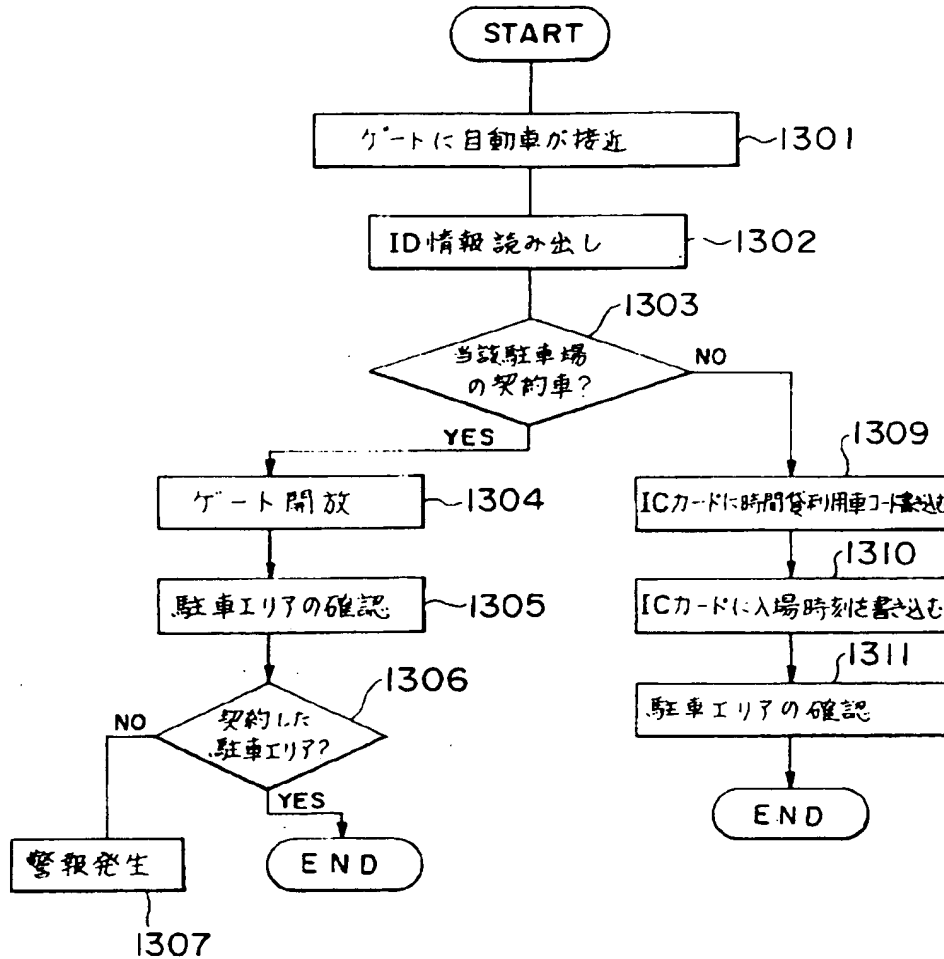 START
ゲートに自動車が接近
1301
ID情報読み出し
1302
1303
当該駐車場
の契約車?
NO
YES
1309
ICカードに時間貸利用車コード書き込む
ゲート開放
1304
1310
ICカードに入場時刻を書き込む
駐車エリアの確認
1305
1311
駐車エリアの確認
1306
契約した
駐車エリア?
NO
YES
END
END
警報発生
1307